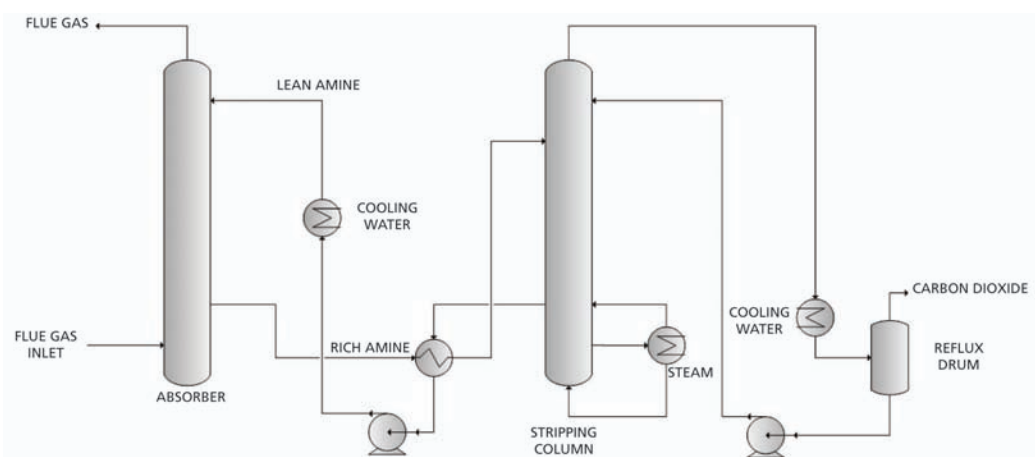 FLUE GAS
LEAN AMINE
COOLING
WATER
FLUE GAS
INLET
RICH AMINE
ABSORBER
STEAM
STRIPPING
COLUMN
COOLING
WATER
CARBON DIOXIDE
REFLUX
DRUM